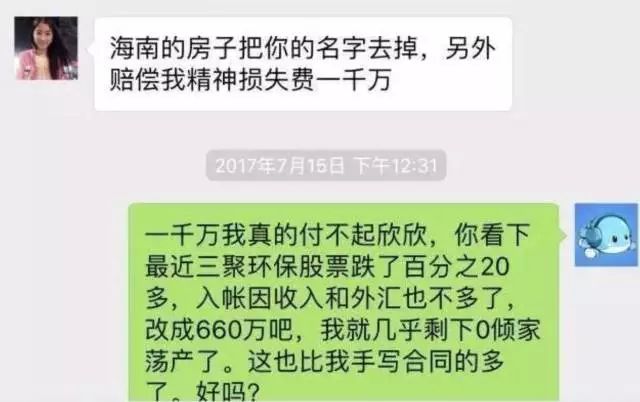 海南的房子把你的名字去掉，另外
赔偿我精神损失费一千万
2017年7月15日 下午12:31
一千万我真的付不起欣欣，你看下
最近三聚环保股票跌了百分之20
多，入帐因收入和外汇也不多了，
改成660万吧，我就几乎剩下0倾家
荡产了。这也比我手写合同的多
了。好吗？